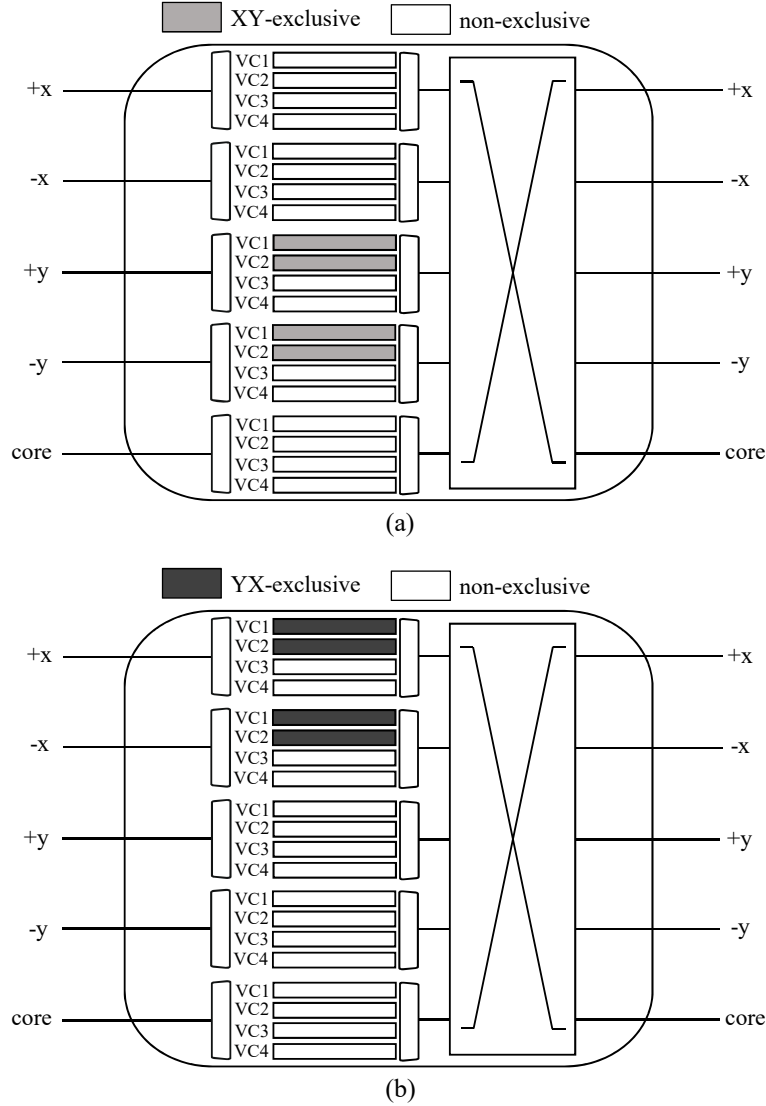 XY-exclusive non-exclusive
VC1
+x VC2 +x
VC3
VC4
VC1
-x VC2 -x
VC3
VC4
VC1
+y VC2 +y
VC3
VC4
VC1
-y VC2 -y
VC3
VC4
VC1
core VC2 core
VC3
VC4
(a)
YX-exclusive non-exclusive
VC1
+x VC2 +x
VC3
VC4
VC1
-x VC2 -x
VC3
VC4
VC1
+y VC2 +y
VC3
VC4
VC1
-y VC2 -y
VC3
VC4
VC1
core VC2 core
VC3
VC4
(b)